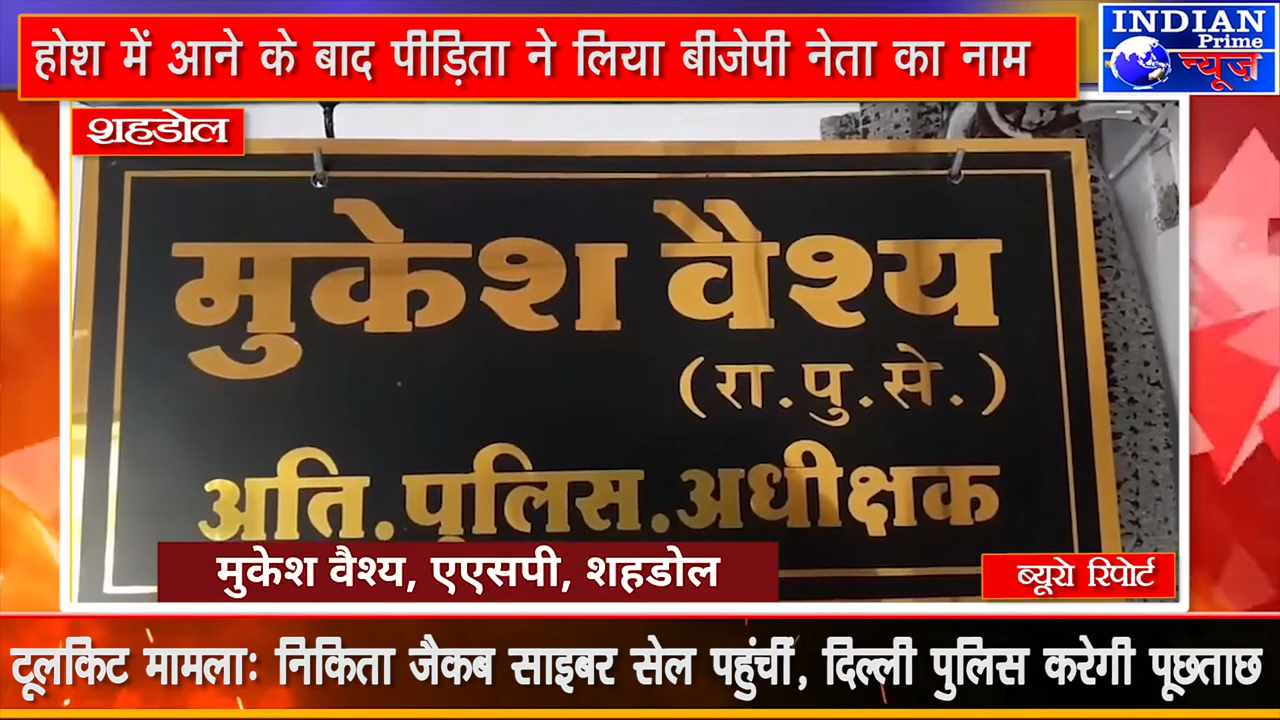 होश में आने के बाद पीड़िता ने लिया बीजेपी नेता का नाम
INDIAN
Prime
न्यूज़
शहडोल
मुकेश वैश्य
(रा.पु.से.)
अति.पुलिस.अधीक्षक
मुकेश वैश्य, एएसपी, शहडोल
ब्यूरो रिपोर्ट
टूलकिट मामला: निकिता जैकब साइबर सेल पहुंचीं, दिल्ली पुलिस करेगी पूछताछ